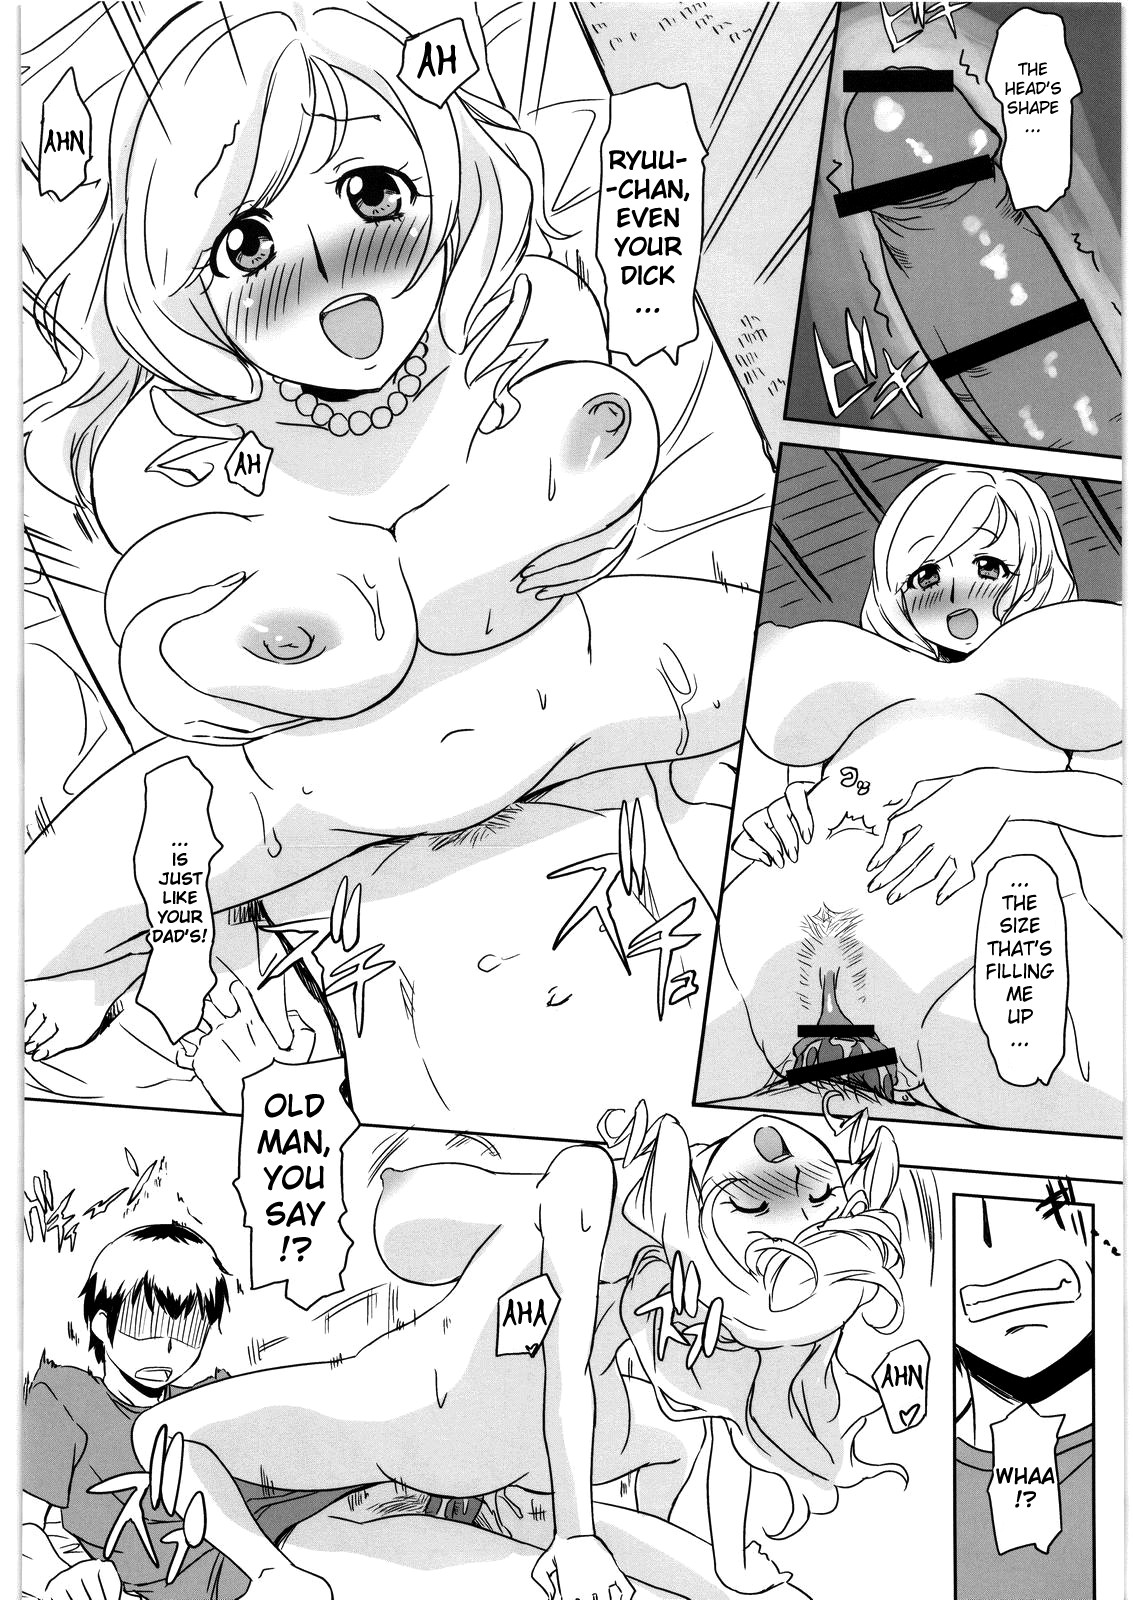 THE
HEAD'S
SHAPE
...
...
THE
SIZE
THAT'S
FILLING
ME
UP
...
AH
AHN
RYUU-
-CHAN,
EVEN
YOUR
DICK
...
AH
...
IS
JUST
LIKE
YOUR
DAD'S!
WHAA
!?
OLD
MAN,
YOU
SAY
!?
AHA
AHN